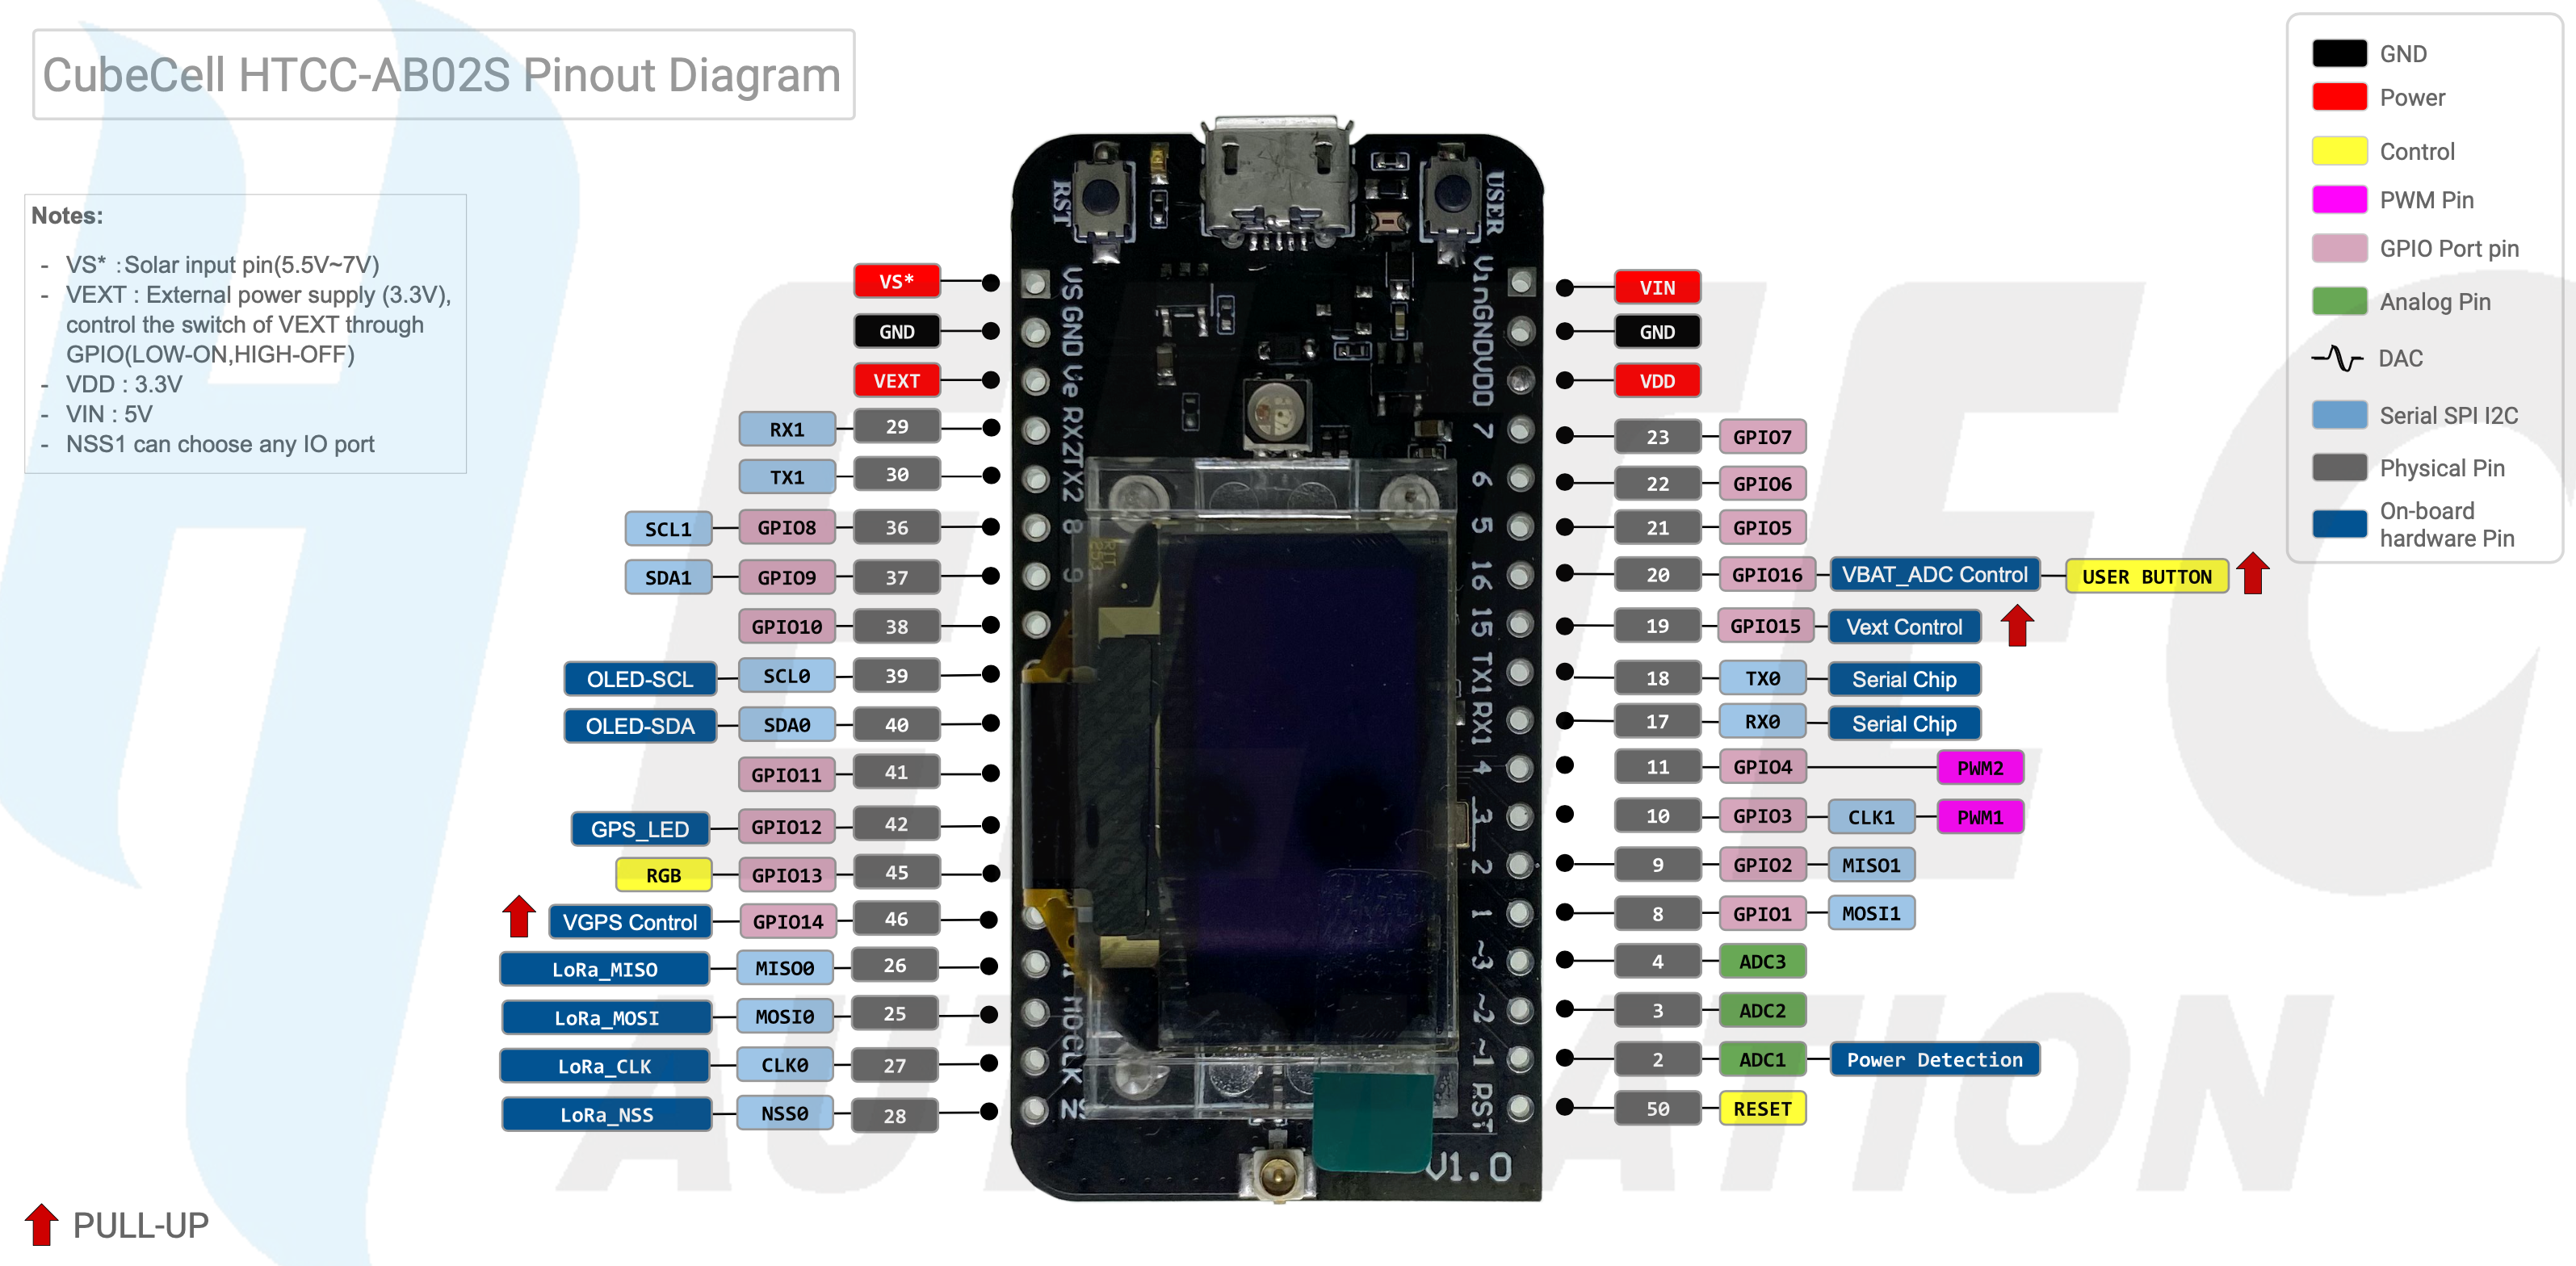 CubeCell HTCC-AB02S Pinout Diagram
Notes:
- VS* : Solar input pin(5.5V~7V)
- VEXT : External power supply (3.3V),
control the switch of VEXT through
GPIO(LOW-ON,HIGH-OFF)
- VDD : 3.3V
- VIN : 5V
- NSS1 can choose any IO port
GND
Power
Control
PWM Pin
GPIO Port pin
Analog Pin
DAC
Serial SPI I2C
Physical Pin
On-board
hardware Pin
VS*
GND
VEXT
RX1 29
TX1 30
SCL1 GPIO8 36
SDA1 GPIO9 37
GPIO10 38
OLED-SCL SCL0 39
OLED-SDA SDA0 40
GPIO11 41
GPS_LED GPIO12 42
RGB GPIO13 45
VGPS Control GPIO14 46
LoRa_MISO MISO0 26
LoRa_MOSI MOSI0 25
LoRa_CLK CLK0 27
LoRa_NSS NSS0 28
RST
USER
VS GND Ve RX2 TX2 8 9
CLK
Vin GND VDD 7 6 5 16 15 TX1 RX1 4 3 2 1 ~3 ~2 ~1 RST
V1.0
VIN
GND
VDD
23 GPIO7
22 GPIO6
21 GPIO5
20 GPIO16 VBAT_ADC Control USER BUTTON
19 GPIO15 Vext Control
18 TX0 Serial Chip
17 RX0 Serial Chip
11 GPIO4 PWM2
10 GPIO3 CLK1 PWM1
9 GPIO2 MISO1
8 GPIO1 MOSI1
4 ADC3
3 ADC2
2 ADC1 Power Detection
50 RESET
PULL-UP